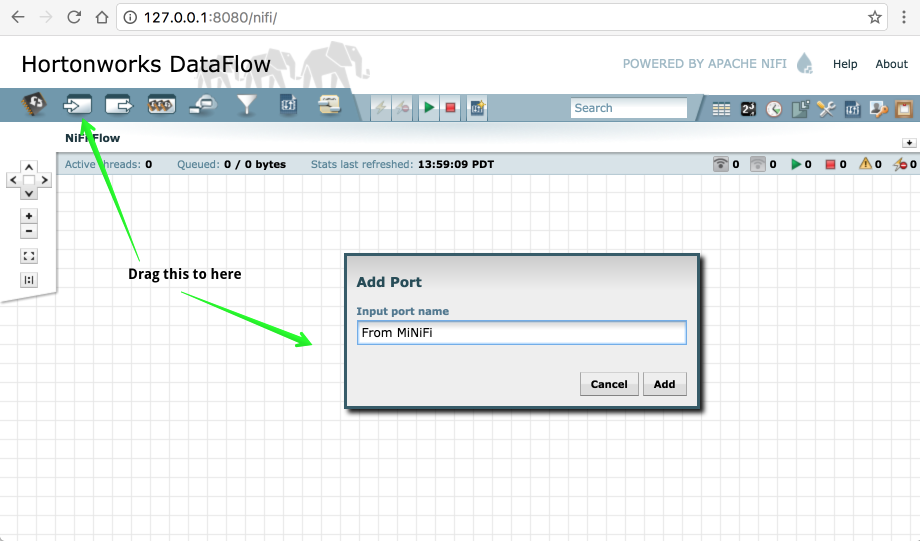 127.0.0.1:8080/nifi/
Hortonworks DataFlow
POWERED BY APACHE NIFI
Help
About
Search
NiFi Flow
Active threads: 0
Queued: 0 / 0 bytes
Stats last refreshed: 13:59:09 PDT
0
0
0
0
0
0
Drag this to here
Add Port
Input port name
From MiNiFi
Cancel
Add